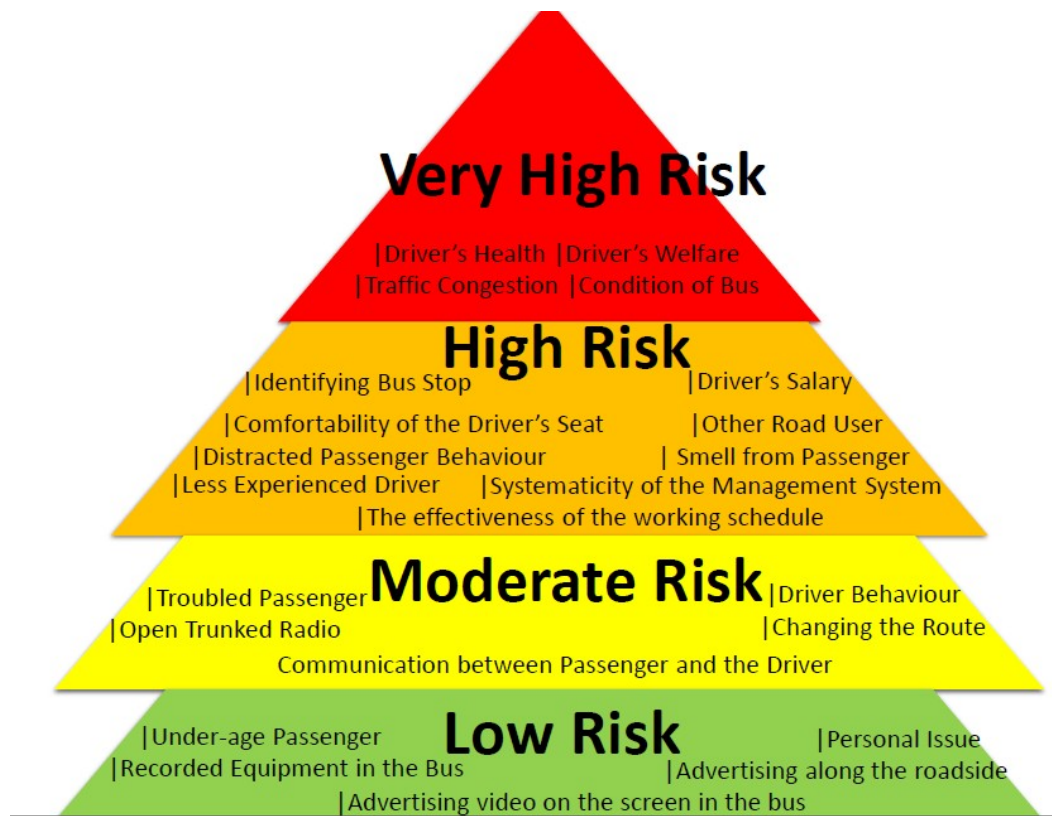 Very High Risk
|Driver's Health |Driver's Welfare
|Traffic Congestion |Condition of Bus
High Risk
|Identifying Bus Stop |Driver's Salary
|Comfortability of the Driver's Seat |Other Road User
|Distracted Passenger Behaviour | Smell from Passenger
|Less Experienced Driver |Systematicity of the Management System
|The effectiveness of the working schedule
Moderate Risk
|Troubled Passenger |Driver Behaviour
|Open Trunked Radio |Changing the Route
Communication between Passenger and the Driver
Low Risk
|Under-age Passenger |Personal Issue
|Recorded Equipment in the Bus |Advertising along the roadside
|Advertising video on the screen in the bus